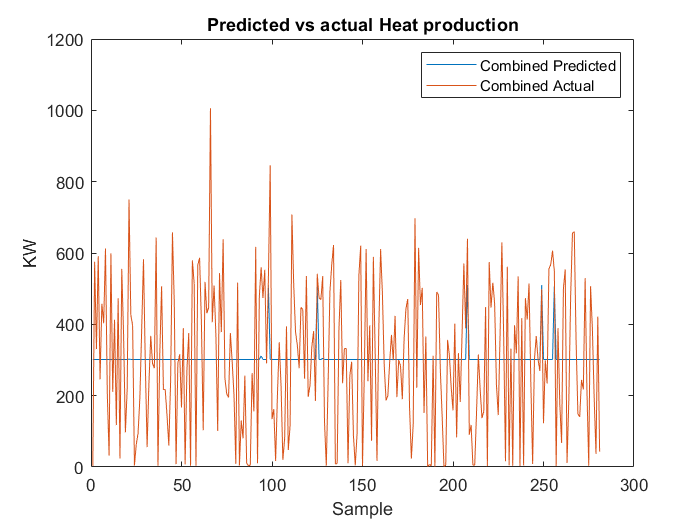 Predicted vs actual Heat production
1200
1000
800
600
400
200
0
KW
Combined Predicted
Combined Actual
0 50 100 150 200 250 300
Sample